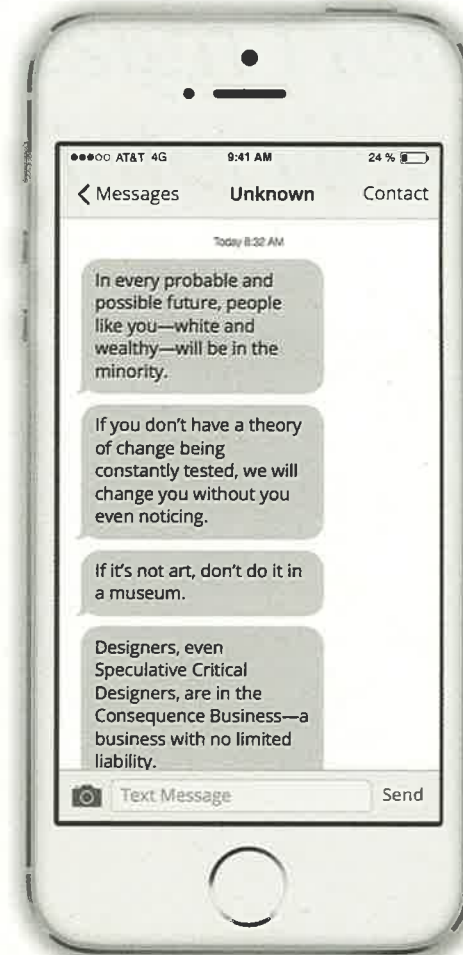 ●●●○○ AT&T 4G 9:41 AM 24 %
Messages Unknown Contact
Today 8:32 AM
In every probable and
possible future, people
like you—white and
wealthy—will be in the
minority.
If you don't have a theory
of change being
constantly tested, we will
change you without you
even noticing.
If it's not art, don't do it in
a museum.
Designers, even
Speculative Critical
Designers, are in the
Consequence Business—a
business with no limited
liability.
Text Message Send